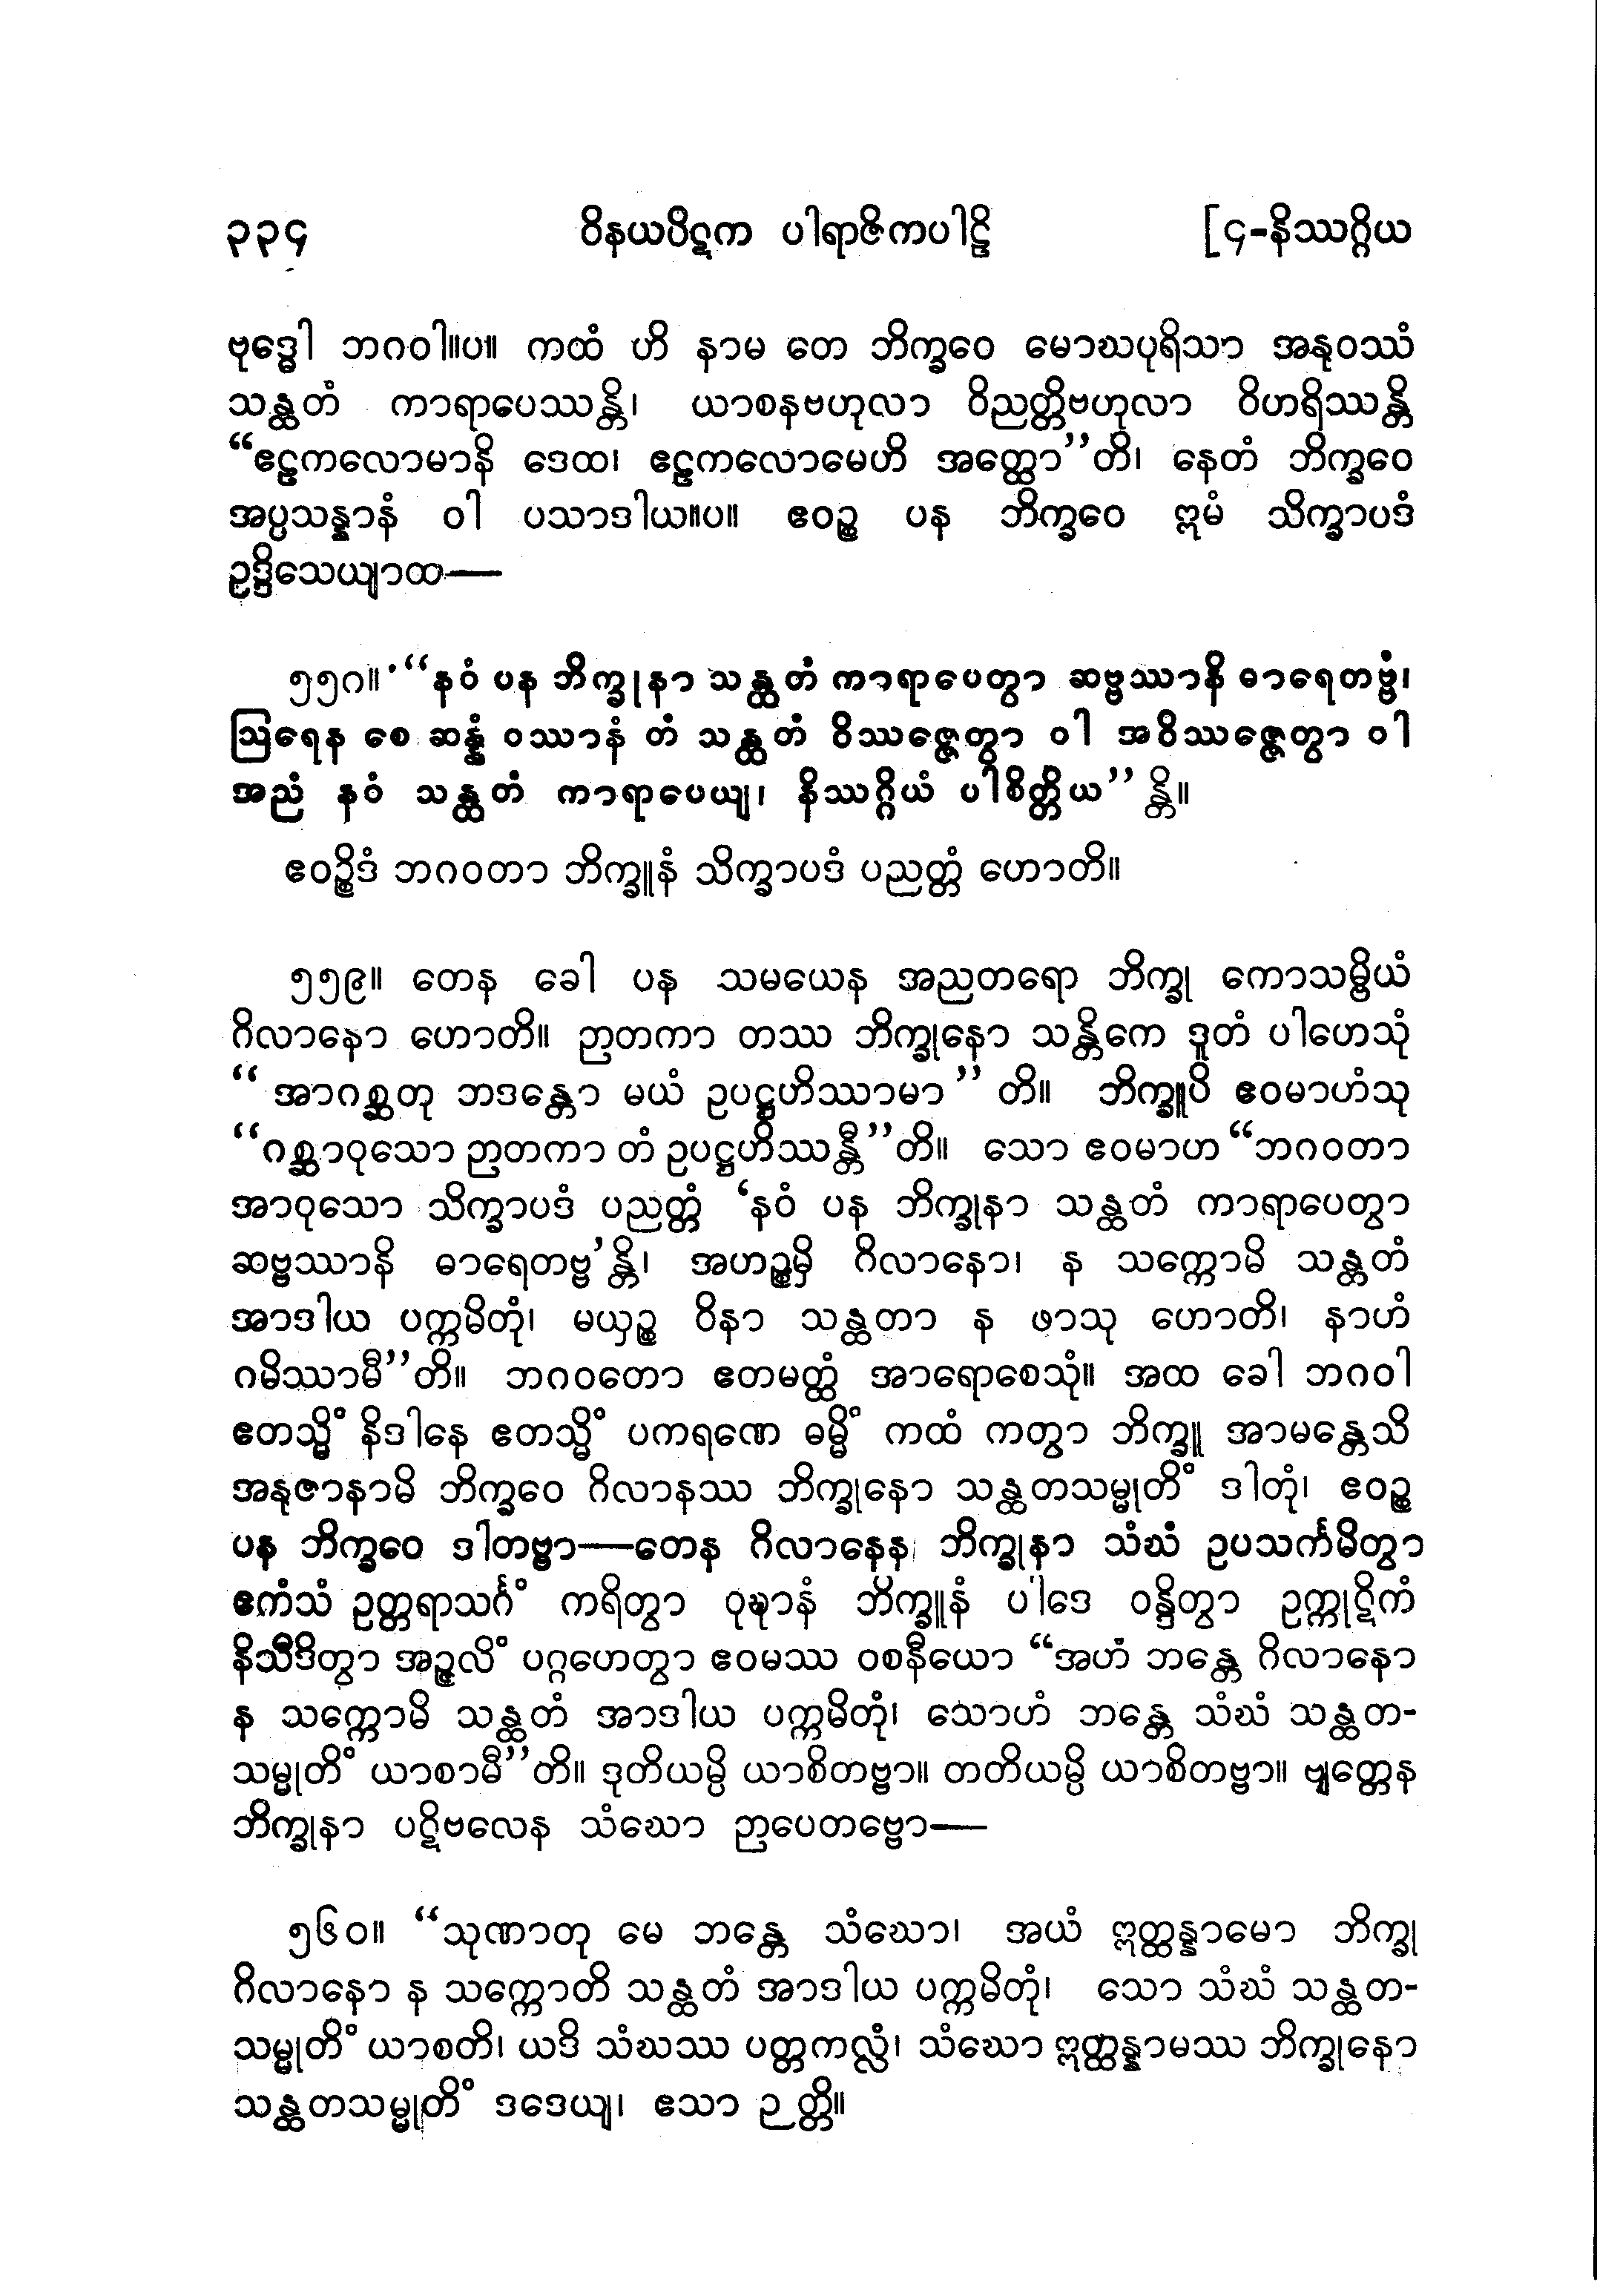 ၃၃၄ ဝိနယပိဋက ပါရာဇိကပါဠိ [၄-နိဿဂ္ဂိယ
ဗုဒ္ဓေါ ဘဂဝါ။ပ။ ကထံ ဟိ နာမ တေ ဘိက္ခဝေ မောဃပုရိသာ အနုဝဿံ
သန္ထတံ ကာရာပေဿန္တိ၊ ယာစနဗဟုလာ ဝိညတ္တိဗဟုလာ ဝိဟရိဿန္တိ
“ဧဠကလောမာနိ ဒေထ၊ ဧဠကလောမေဟိ အတ္ထော”တိ၊ နေတံ ဘိက္ခဝေ
အပ္ပသန္နာနံ ဝါ ပသာဒါယ။ပ။ ဧဝဉ္စ ပန ဘိက္ခဝေ ဣမံ သိက္ခာပဒံ
ဥဒ္ဒိသေယျာထ—
၅၅၈။ “နဝံ ပန ဘိက္ခုနာ သန္ထတံ ကာရာပေတွာ ဆဗ္ဗဿာနိ ဓာရေတဗ္ဗံ၊
ဩရေန စေ ဆန္နံ ဝဿာနံ တံ သန္ထတံ ဝိဿဇ္ဇေတွာ ဝါ အဝိဿဇ္ဇေတွာ ဝါ
အညံ နဝံ သန္ထတံ ကာရာပေယျ၊ နိဿဂ္ဂိယံ ပါစိတ္တိယ” န္တိ။
ဧဝဉ္စိဒံ ဘဂဝတာ ဘိက္ခူနံ သိက္ခာပဒံ ပညတ္တံ ဟောတိ။
၅၅၉။ တေန ခေါ ပန သမယေန အညတရော ဘိက္ခု ကောသမ္ဗိယံ
ဂိလာနော ဟောတိ။ ဉာတကာ တဿ ဘိက္ခုနော သန္တိကေ ဒူတံ ပါဟေသုံ
“အာဂစ္ဆတု ဘဒန္တော မယံ ဥပဋ္ဌဟိဿာမာ” တိ။ ဘိက္ခူပိ ဧဝမာဟံသု
“ဂစ္ဆာဝုသော ဉာတကာ တံ ဥပဋ္ဌဟိဿန္တီ”တိ။ သော ဧဝမာဟ “ဘဂဝတာ
အာဝုသော သိက္ခာပဒံ ပညတ္တံ ‘နဝံ ပန ဘိက္ခုနာ သန္ထတံ ကာရာပေတွာ
ဆဗ္ဗဿာနိ ဓာရေတဗ္ဗ’န္တိ၊ အဟဉ္စမှိ ဂိလာနော၊ န သက္ကောမိ သန္ထတံ
အာဒါယ ပက္ကမိတုံ၊ မယှဉ္စ ဝိနာ သန္ထတာ န ဖာသု ဟောတိ၊ နာဟံ
ဂမိဿာမီ”တိ။ ဘဂဝတော ဧတမတ္ထံ အာရောစေသုံ။ အထ ခေါ ဘဂဝါ
ဧတသ္မိံ နိဒါနေ ဧတသ္မိံ ပကရဏေ ဓမ္မိံ ကထံ ကတွာ ဘိက္ခူ အာမန္တေသိ
အနုဇာနာမိ ဘိက္ခဝေ ဂိလာနဿ ဘိက္ခုနော သန္ထတသမ္မုတိံ ဒါတုံ၊ ဧဝဉ္စ
ပန ဘိက္ခဝေ ဒါတဗ္ဗာ—တေန ဂိလာနေန ဘိက္ခုနာ သံဃံ ဥပသင်္ကမိတွာ
ဧကံသံ ဥတ္တရာသင်္ဂံ ကရိတွာ ဝုဍ္ဎာနံ ဘိက္ခူနံ ပါဒေ ဝန္ဒိတွာ ဥက္ကုဋိကံ
နိသီဒိတွာ အဉ္ဇလိံ ပဂ္ဂဟေတွာ ဧဝမဿ ဝစနီယော “အဟံ ဘန္တေ ဂိလာနော
န သက္ကောမိ သန္ထတံ အာဒါယ ပက္ကမိတုံ၊ သောဟံ ဘန္တေ သံဃံ သန္ထတ-
သမ္မုတိံ ယာစာမီ”တိ။ ဒုတိယမ္ပိ ယာစိတဗ္ဗာ။ တတိယမ္ပိ ယာစိတဗ္ဗာ။ ဗျတ္တေန
ဘိက္ခုနာ ပဋိဗလေန သံဃော ဉာပေတဗ္ဗော—
၅၆၀။ “သုဏာတု မေ ဘန္တေ သံဃော၊ အယံ ဣတ္ထန္နာမော ဘိက္ခု
ဂိလာနော န သက္ကောတိ သန္ထတံ အာဒါယ ပက္ကမိတုံ၊ သော သံဃံ သန္ထတ-
သမ္မုတိံ ယာစတိ၊ ယဒိ သံဃဿ ပတ္တကလ္လံ၊ သံဃော ဣတ္ထန္နာမဿ ဘိက္ခုနော
သန္ထတသမ္မုတိံ ဒဒေယျ၊ ဧသာ ဉတ္တိ။